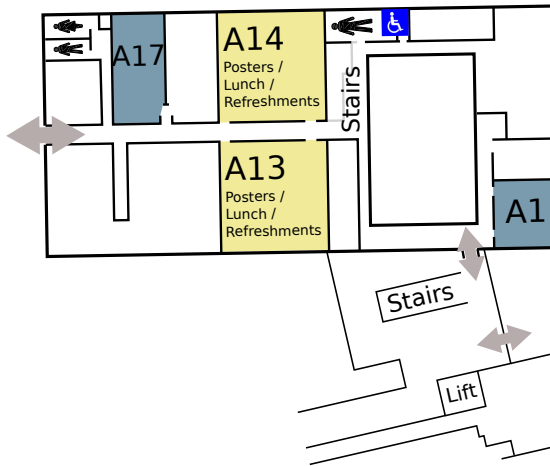 A17
A14
Posters /
Lunch /
Refreshments
Stairs
A13
Posters /
Lunch /
Refreshments
A1
Stairs
Lift